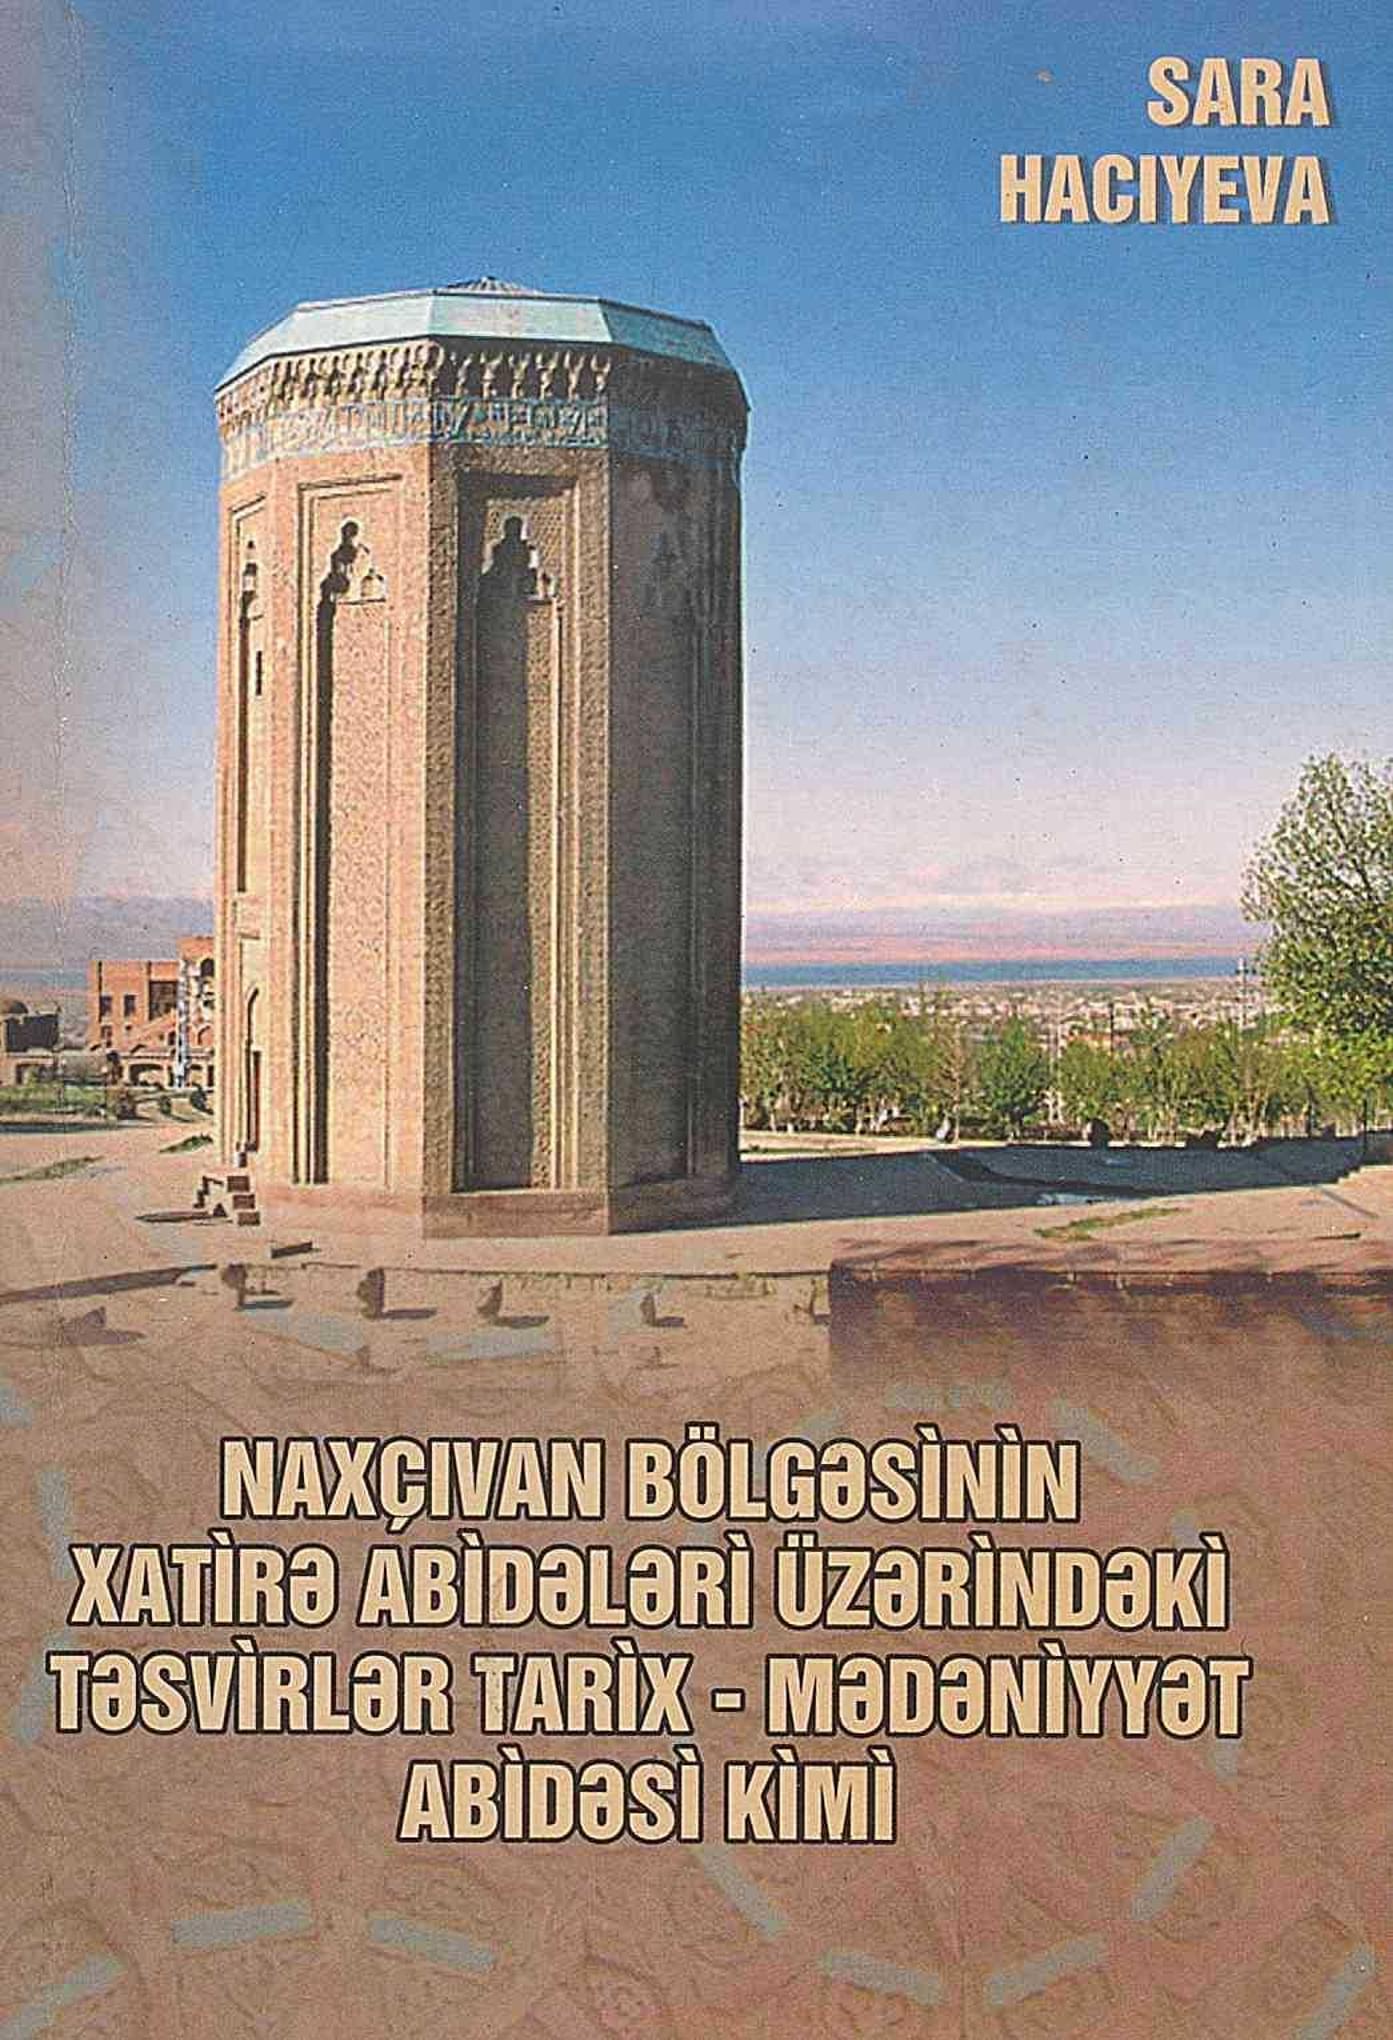 SARA
HACIYEVA
NAXÇIVAN BÖLGƏSİNİN
XATİRƏ ABİDƏLƏRİ ÜZƏRİNDƏKİ
TƏSVİRLƏR TARİX - MƏDƏNİYYƏT
ABİDƏSİ KİMİ